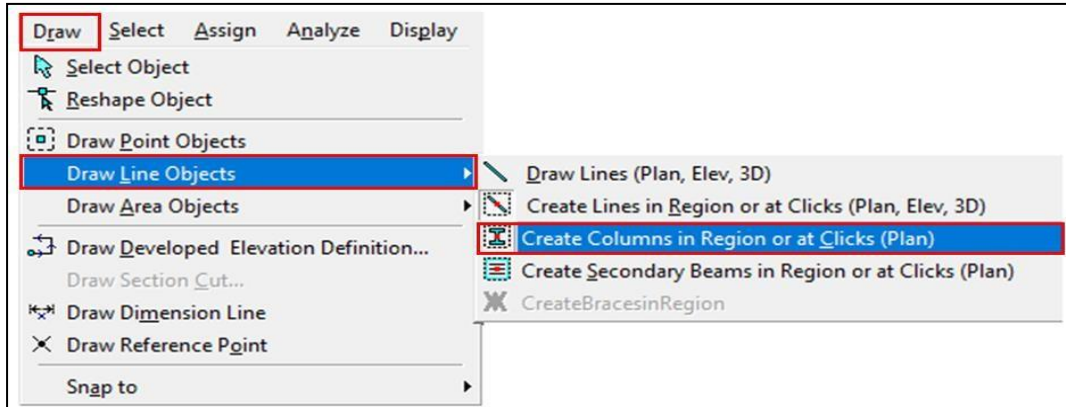 Draw Select Assign Analyze Display
Select Object
Reshape Object
Draw Point Objects
Draw Line Objects
Draw Area Objects
Draw Developed Elevation Definition...
Draw Section Cut...
Draw Dimension Line
Draw Reference Point
Snap to
Draw Lines (Plan, Elev, 3D)
Create Lines in Region or at Clicks (Plan, Elev, 3D)
Create Columns in Region or at Clicks (Plan)
Create Secondary Beams in Region or at Clicks (Plan)
CreateBracesinRegion